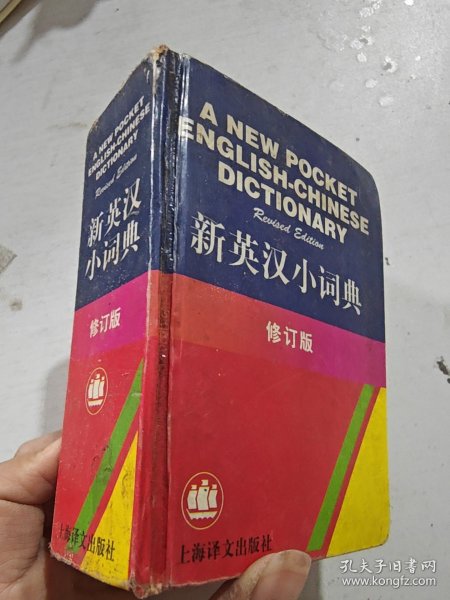 A NEW POCKET
ENGLISH-CHINESE
DICTIONARY
Revised Edition
新英汉
小词典
修订版
上海译文出版社
A NEW POCKET
ENGLISH-CHINESE
DICTIONARY
Revised Edition
新英汉小词典
修订版
上海译文出版社
孔夫子旧书网
www.kongfz.com